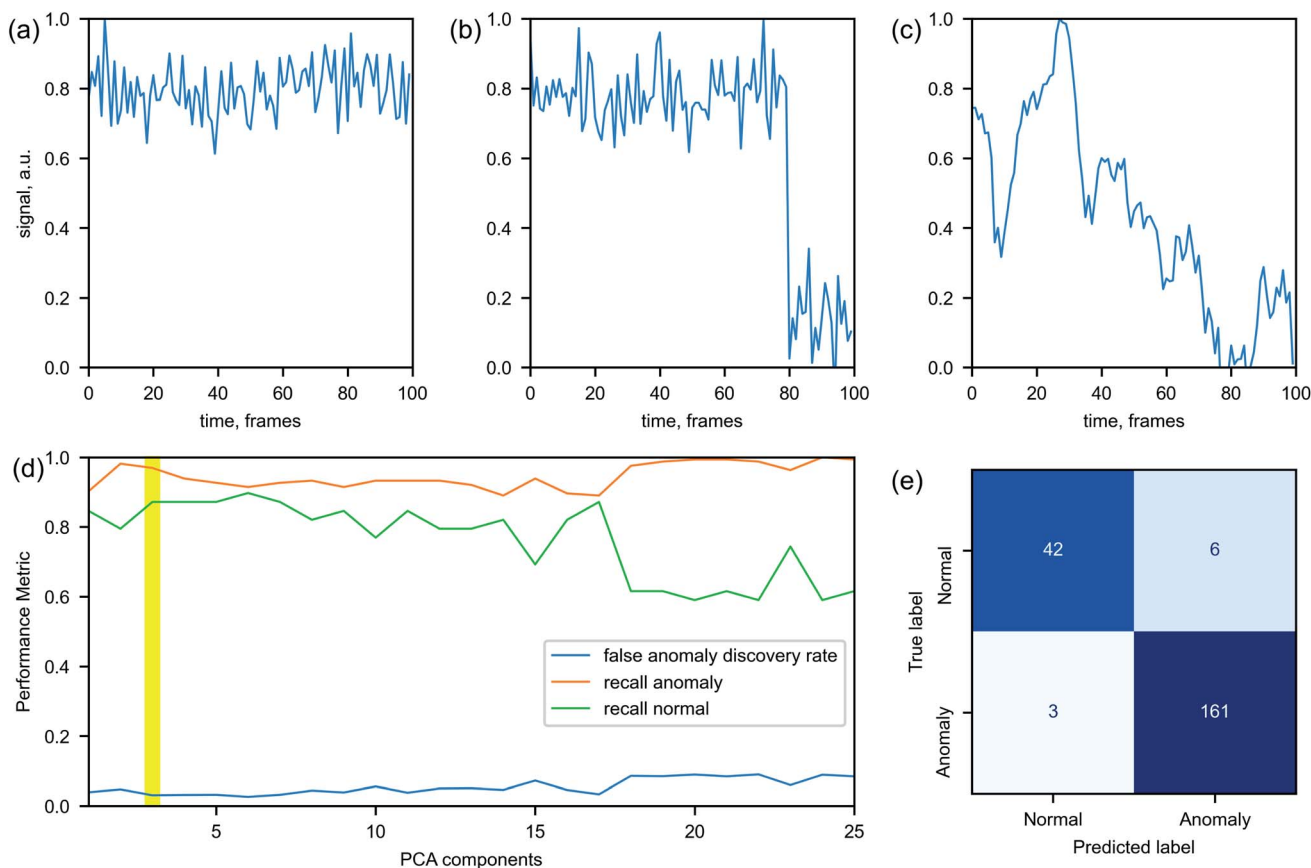 (a)
1.0
0.8
0.6
0.4
0.2
0.0
signal, a.u.
0 20 40 60 80 100
time, frames
(b)
1.0
0.8
0.6
0.4
0.2
0.0
0 20 40 60 80 100
time, frames
(c)
1.0
0.8
0.6
0.4
0.2
0.0
0 20 40 60 80 100
time, frames
(d)
1.0
0.8
0.6
0.4
0.2
0.0
Performance Metric
false anomaly discovery rate
recall anomaly
recall normal
5 10 15 20 25
PCA components
(e)
True label
Normal
42 6
Anomaly
3 161
Normal Anomaly
Predicted label